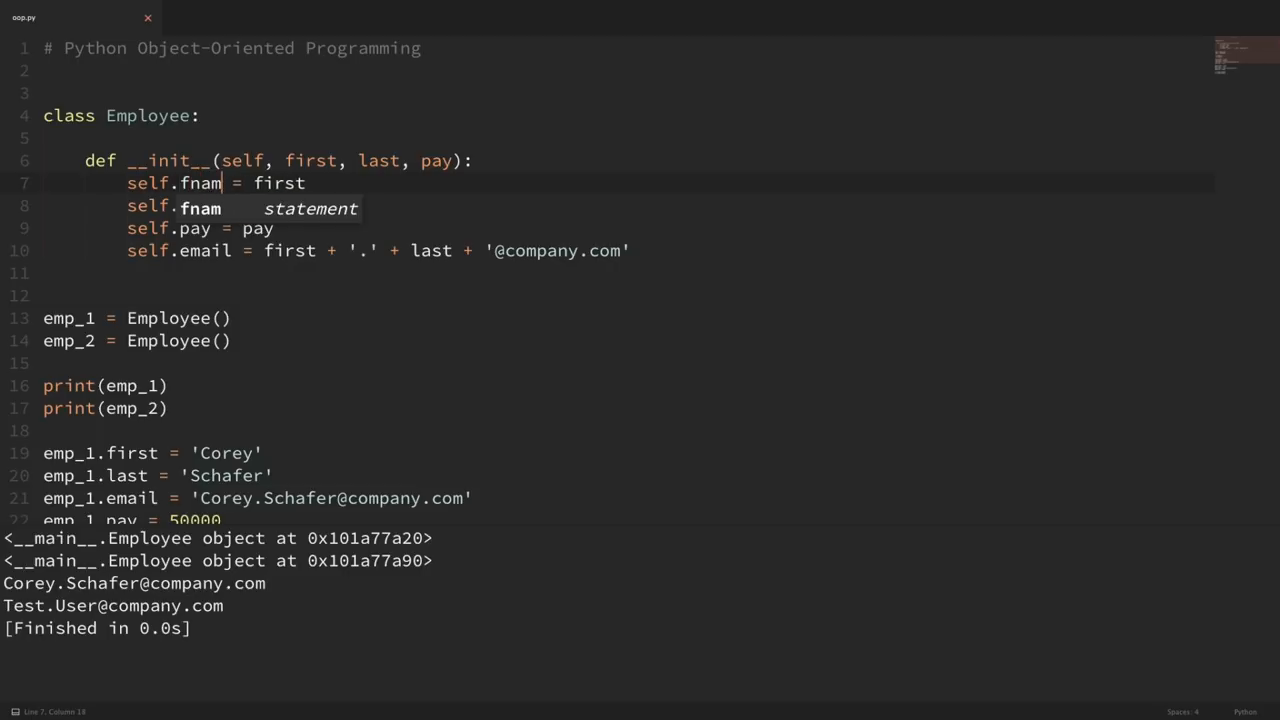 oop.py
1 # Python Object-Oriented Programming
2
3
4 class Employee:
5
6 def __init__(self, first, last, pay):
7 self.fnam = first
8 self.
fnam statement
9 self.pay = pay
10 self.email = first + '.' + last + '@company.com'
11
12
13 emp_1 = Employee()
14 emp_2 = Employee()
15
16 print(emp_1)
17 print(emp_2)
18
19 emp_1.first = 'Corey'
20 emp_1.last = 'Schafer'
21 emp_1.email = 'Corey.Schafer@company.com'
22 emp_1.pay = 50000
<__main__.Employee object at 0x101a77a20>
<__main__.Employee object at 0x101a77a90>
Corey.Schafer@company.com
Test.User@company.com
[Finished in 0.0s]
Line 7, Column 18
Spaces: 4
Python